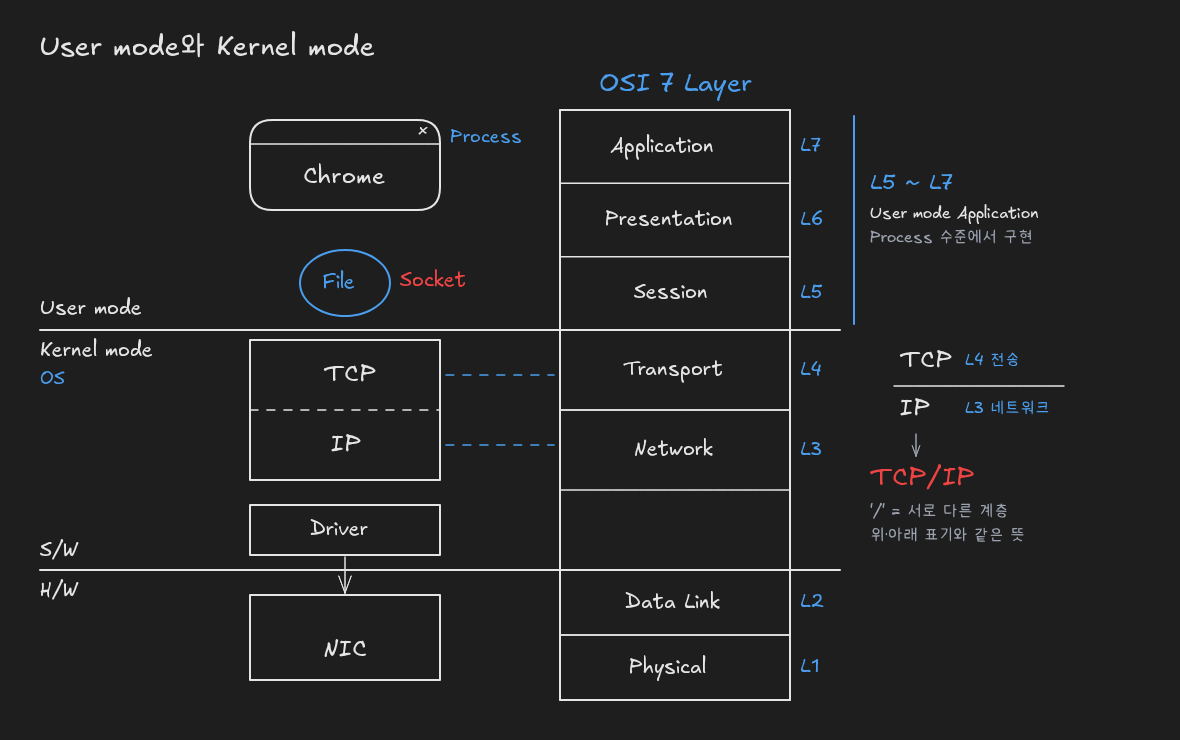 User mode와 Kernel mode
OSI 7 Layer
×
Process
Chrome
Application
L7
L5 ~ L7
User mode Application
Process 수준에서 구현
Presentation
L6
File
Socket
Session
L5
User mode
Kernel mode
OS
TCP
Transport
L4
TCP
L4 전송
IP
L3 네트워크
IP
Network
L3
TCP/IP
'/' = 서로 다른 계층
위·아래 표기와 같은 뜻
Driver
S/W
H/W
Data Link
L2
NIC
Physical
L1